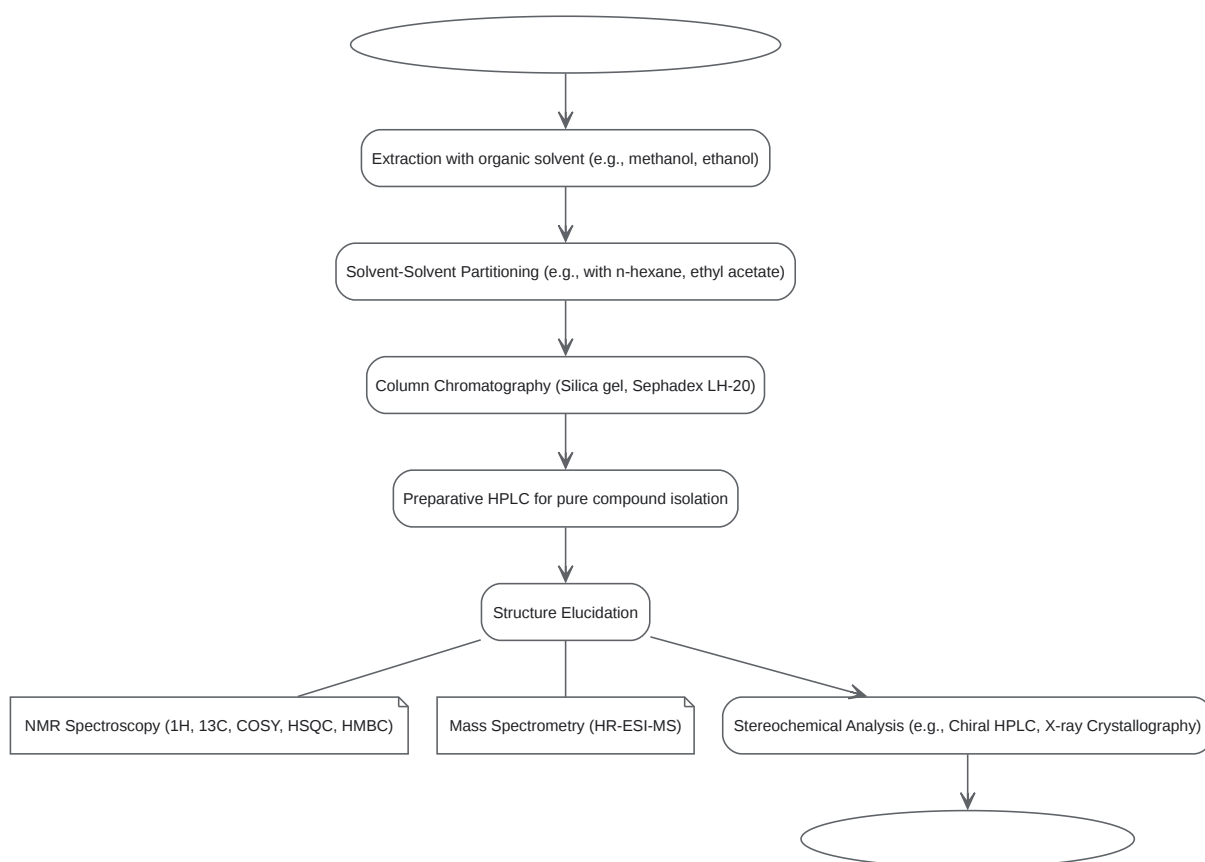 Extraction with organic solvent (e.g., methanol, ethanol)
Solvent-Solvent Partitioning (e.g., with n-hexane, ethyl acetate)
Column Chromatography (Silica gel, Sephadex LH-20)
Preparative HPLC for pure compound isolation
Structure Elucidation
NMR Spectroscopy (1H, 13C, COSY, HSQC, HMBC)
Mass Spectrometry (HR-ESI-MS)
Stereochemical Analysis (e.g., Chiral HPLC, X-ray Crystallography)